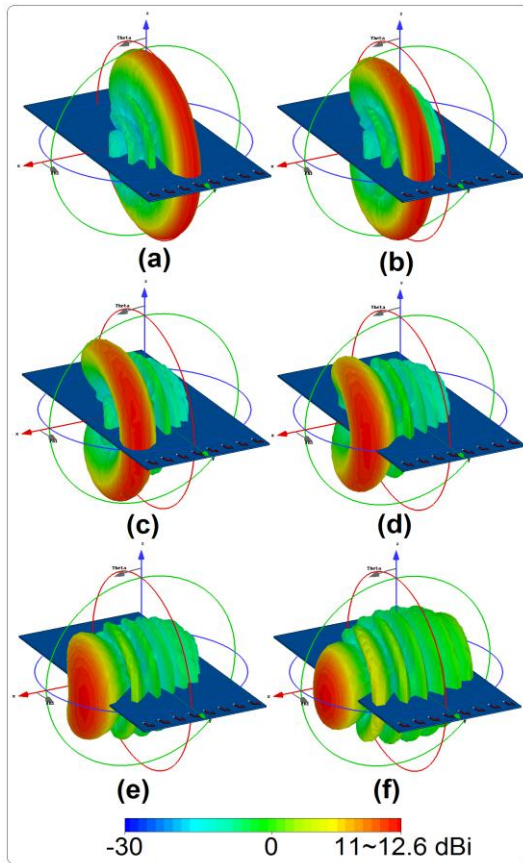 z z
Theta Theta
x x
(a) (b)
z z
Theta Theta
x x
(c) (d)
z z
Theta Theta
x x
(e) (f)
-30 0 11~12.6 dBi